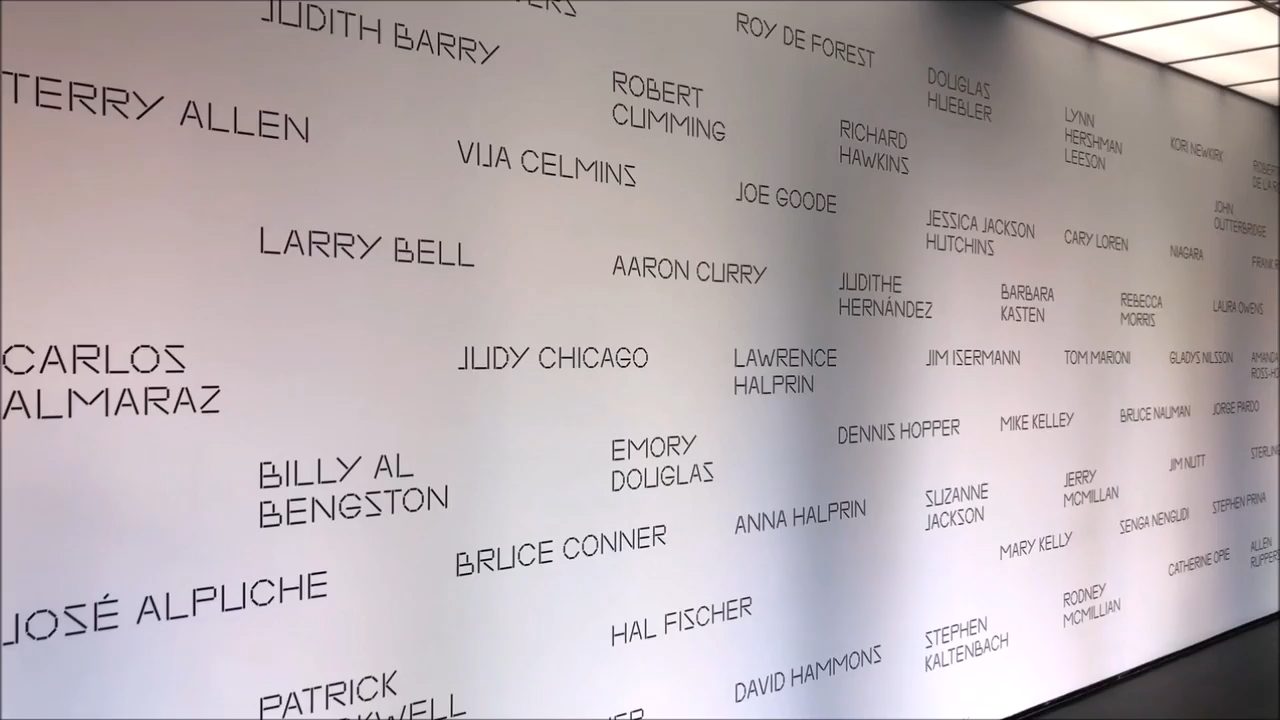 TERRY ALLEN
CARLOS
ALMARAZ
JOSÉ ALPUCHE
JUDITH BARRY
LARRY BELL
BILLY AL
BENGSTON
PATRICK
VIJA CELMINS
JUDY CHICAGO
BRUCE CONNER
ROBERT
CUMMING
AARON CURRY
EMORY
DOUGLAS
HAL FISCHER
ROY DE FOREST
JOE GOODE
LAWRENCE
HALPRIN
ANNA HALPRIN
DAVID HAMMONS
RICHARD
HAWKINS
JUDITHE
HERNÁNDEZ
DENNIS HOPPER
DOUGLAS
HUEBLER
JESSICA JACKSON
HUTCHINS
JIM ISERMANN
SUZANNE
JACKSON
STEPHEN
KALTENBACH
BARBARA
KASTEN
MIKE KELLEY
MARY KELLY
LYNN
HERSHMAN
LEESON
CARY LOREN
TOM MARIONI
JERRY
MCMILLAN
RODNEY
MCMILLIAN
REBECCA
MORRIS
BRUCE NAUMAN
SENGA NENGUDI
KORI NEWKIRK
NIAGARA
GLADYS NILSSON
JIM NUTT
CATHERINE OPIE
JOHN
OUTTERBRIDGE
LAURA OWENS
JORGE PARDO
STEPHEN PRINA
ALLEN